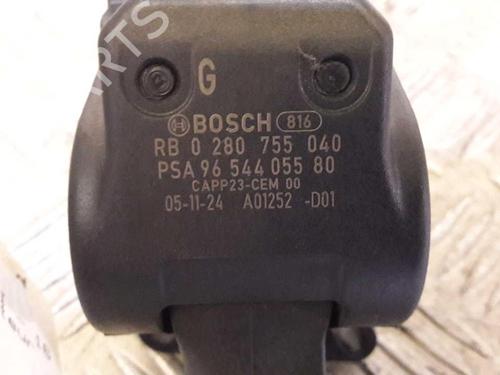 PARTS
G
BOSCH 816
RB 0 280 755 040
PSA 96 544 055 80
CAPP23-CEM 00
05-11-24 A01252 -D01